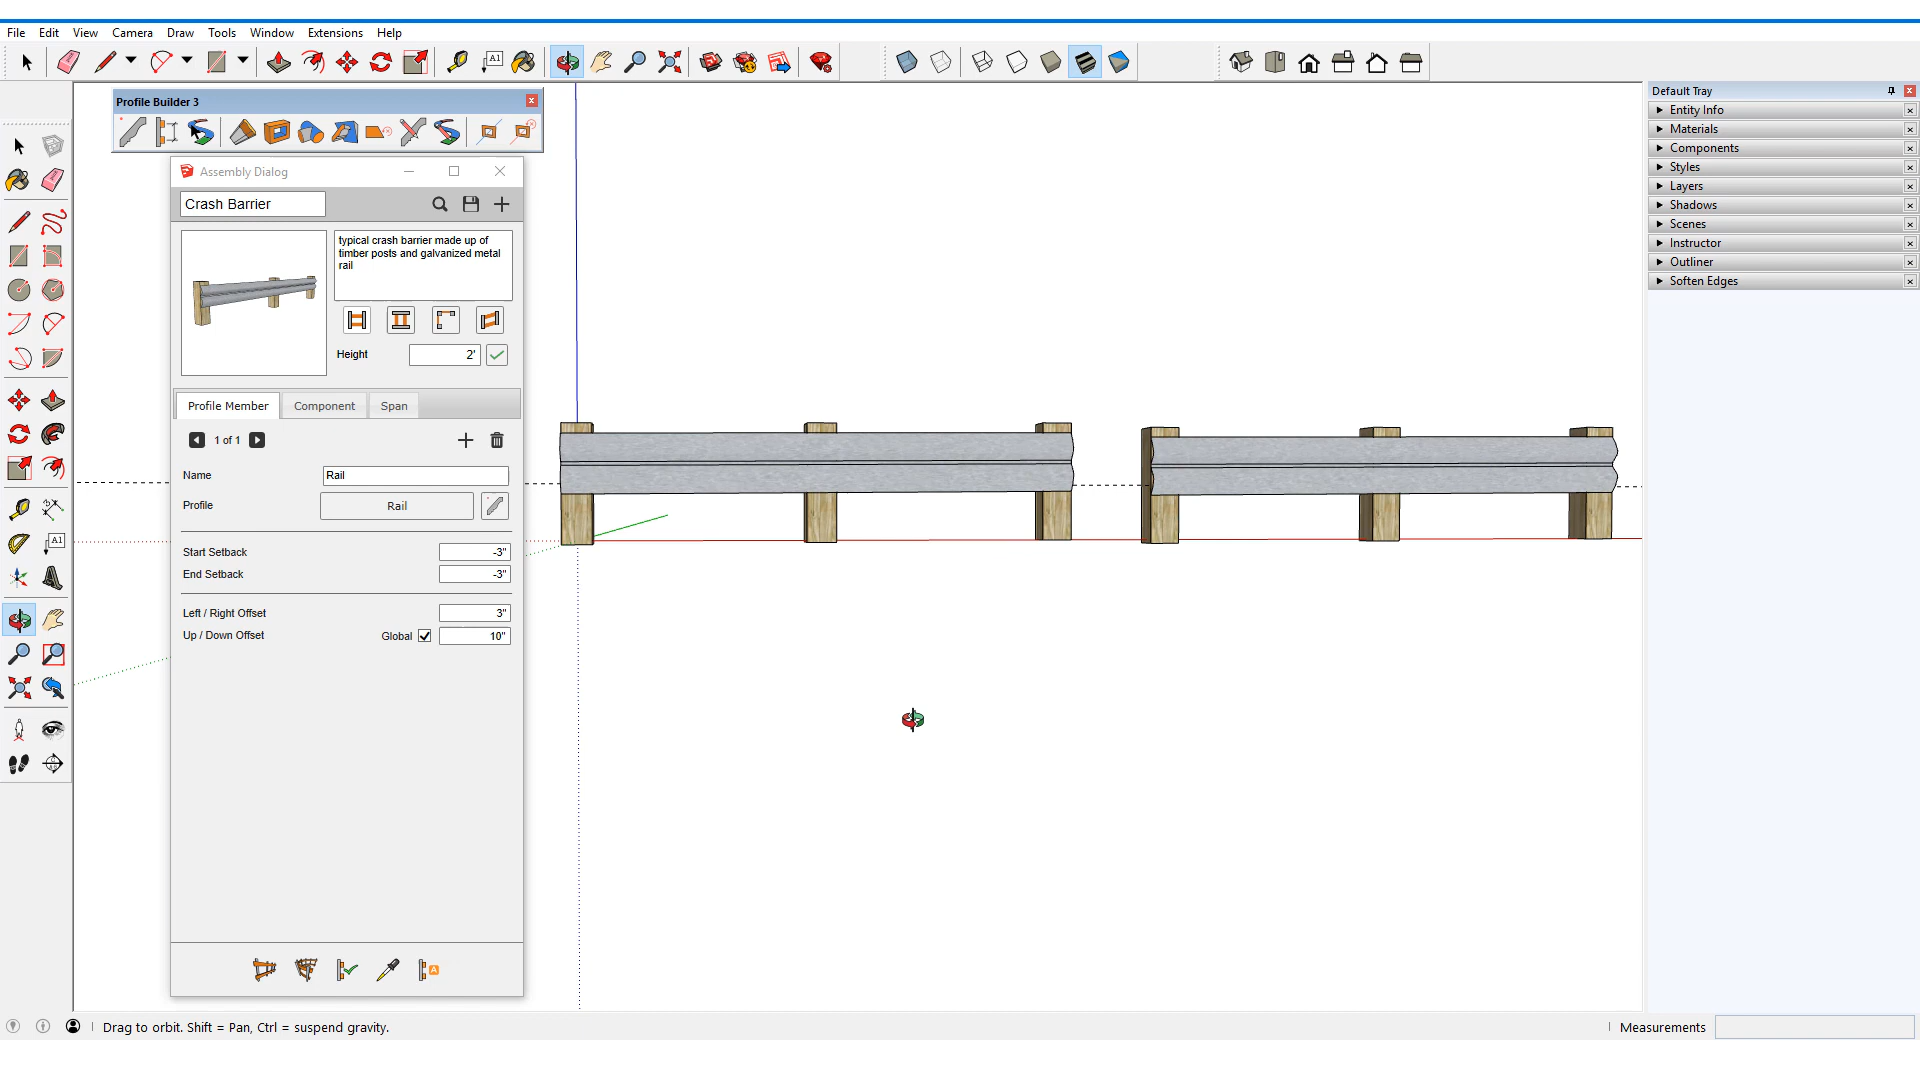 File Edit View Camera Draw Tools Window Extensions Help
A1
Default Tray
Profile Builder 3
Entity Info
Materials
Components
Styles
Layers
Shadows
Scenes
Instructor
Outliner
Soften Edges
Assembly Dialog
Crash Barrier
typical crash barrier made up of
timber posts and galvanized metal
rail
Height 2'
Profile Member Component Span
1 of 1
Name Rail
Profile Rail
Start Setback -3"
End Setback -3"
Left / Right Offset 3"
Up / Down Offset Global 10"
A1
A
Drag to orbit. Shift = Pan, Ctrl = suspend gravity.
Measurements